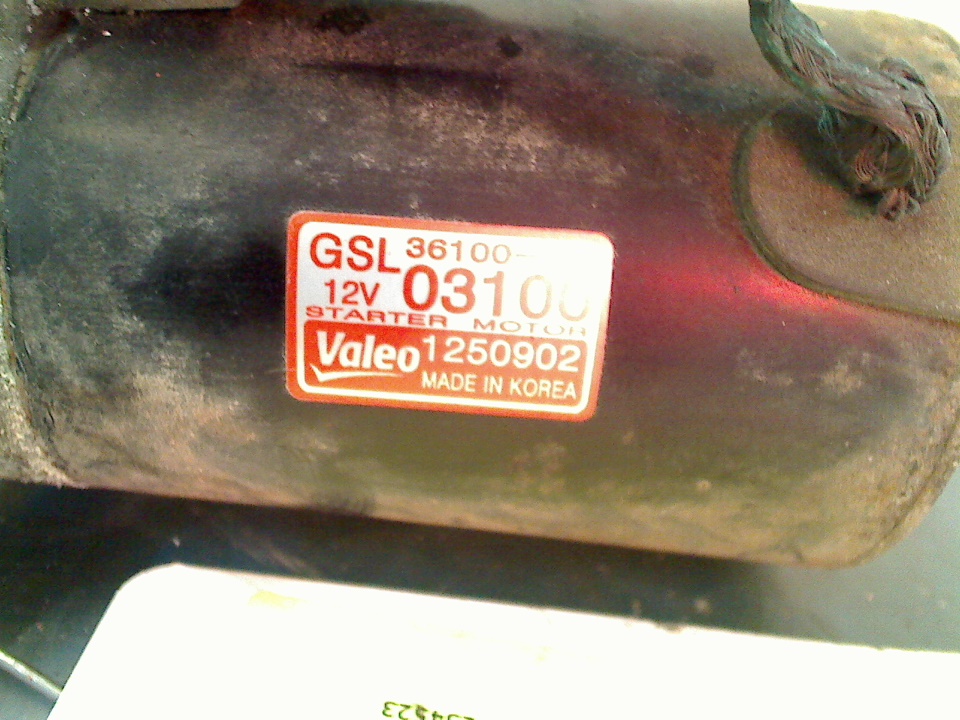 GSL 36100-
12V 03100
STARTER MOTOR
Valeo 1250902
MADE IN KOREA